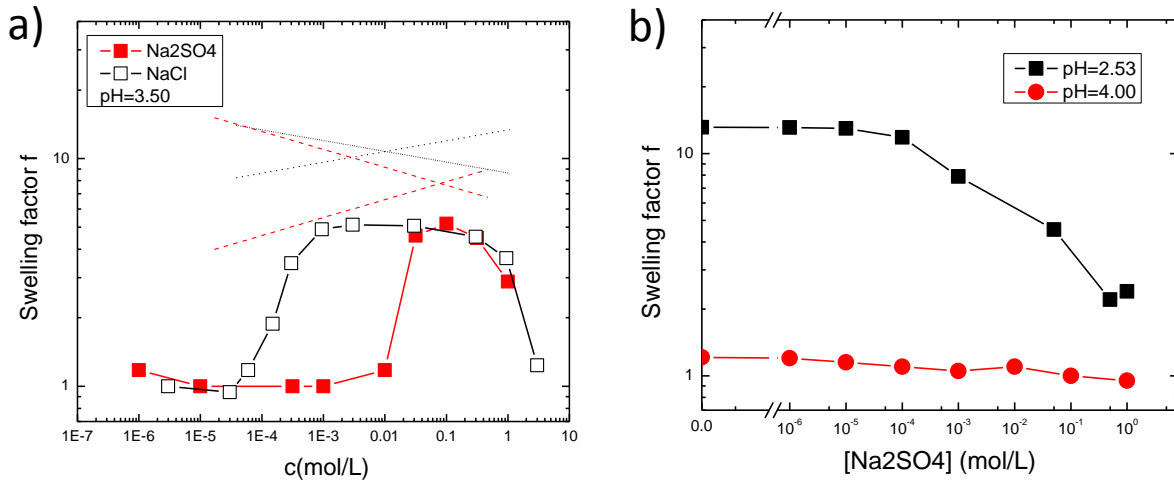 a)
Na2SO4
NaCl
pH=3.50
10
1
Swelling factor f
1E-7 1E-6 1E-5 1E-4 1E-3 0.01 0.1 1 10
c(mol/L)
b)
pH=2.53
pH=4.00
10
1
Swelling factor f
0.0 10⁻⁶ 10⁻⁵ 10⁻⁴ 10⁻³ 10⁻² 10⁻¹ 10⁰
[Na2SO4] (mol/L)